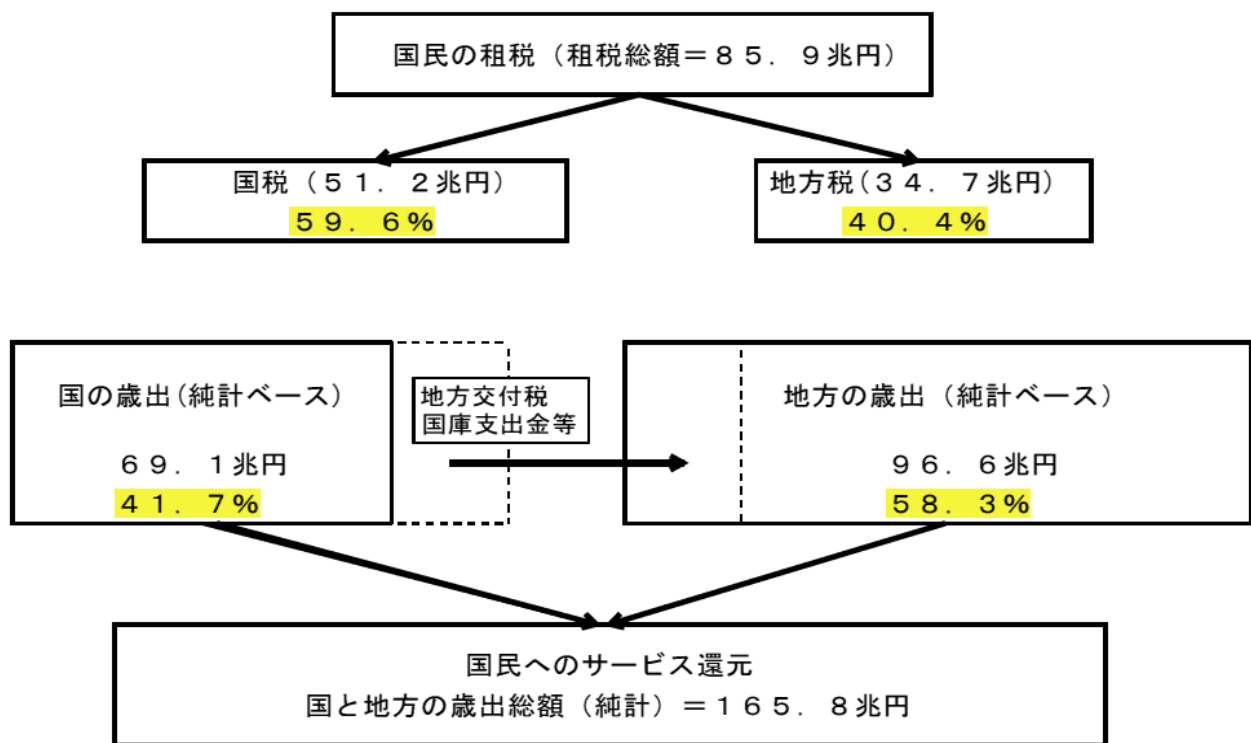 国民の租税（租税総額＝８５．９兆円）
国税（５１．２兆円）
５９．６%
地方税(３４．７兆円)
４０．４%
国の歳出(純計ベース)
６９．１兆円
４１．７%
地方交付税
国庫支出金等
地方の歳出（純計ベース）
９６．６兆円
５８．３%
国民へのサービス還元
国と地方の歳出総額（純計）＝１６５．８兆円